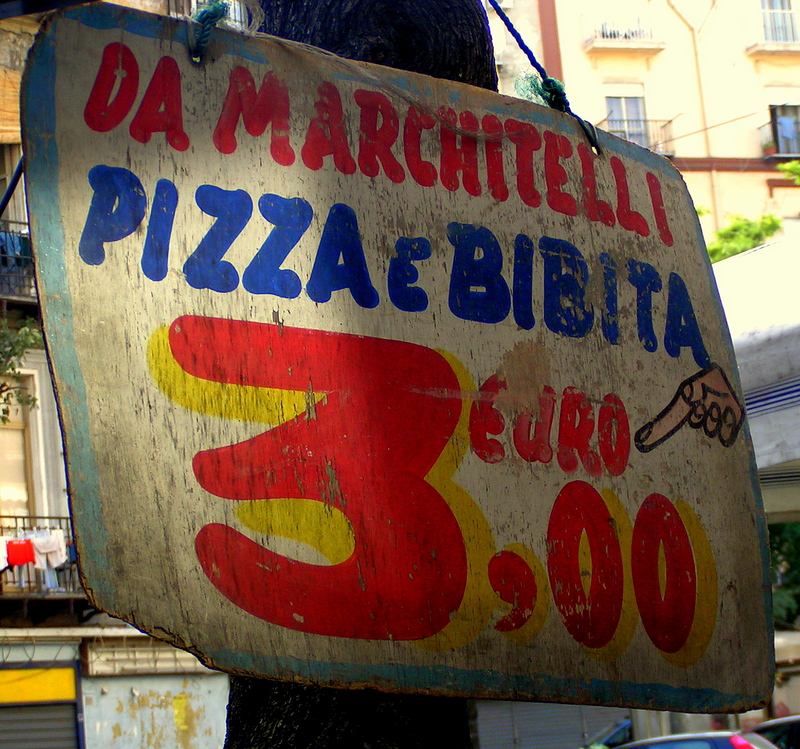 DA MARCHITELLI
PIZZA E BIBITA
3,00 EURO